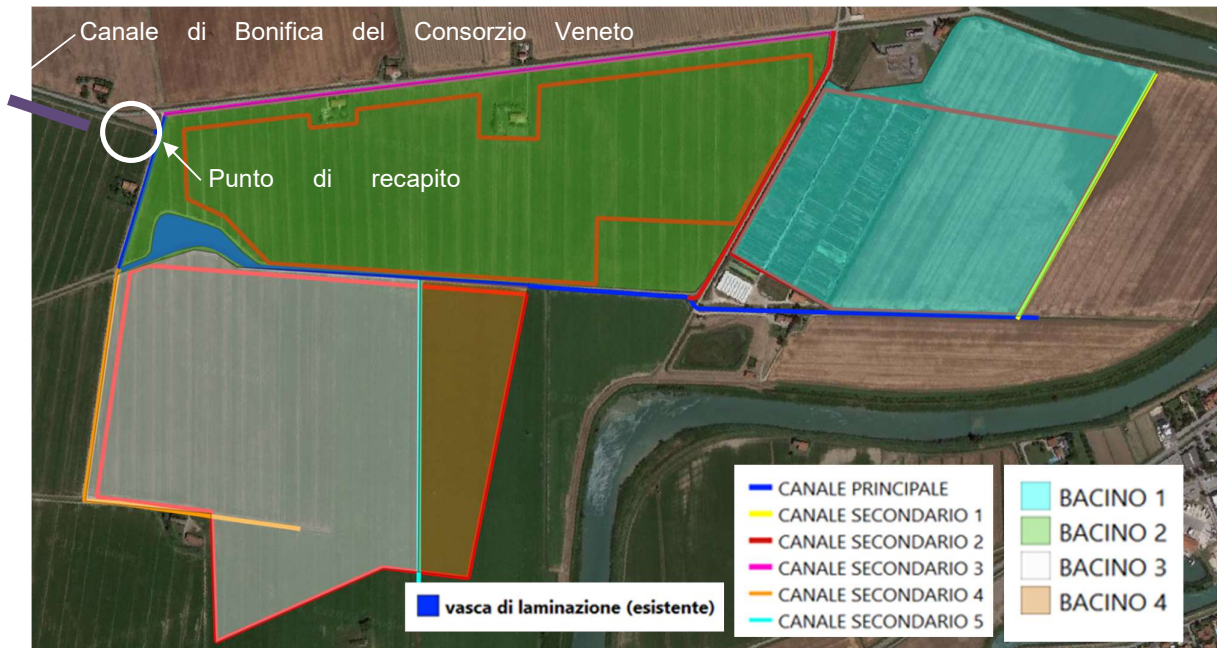 Canale di Bonifica del Consorzio Veneto
Punto di recapito
vasca di laminazione (esistente)
CANALE PRINCIPALE
CANALE SECONDARIO 1
CANALE SECONDARIO 2
CANALE SECONDARIO 3
CANALE SECONDARIO 4
CANALE SECONDARIO 5
BACINO 1
BACINO 2
BACINO 3
BACINO 4